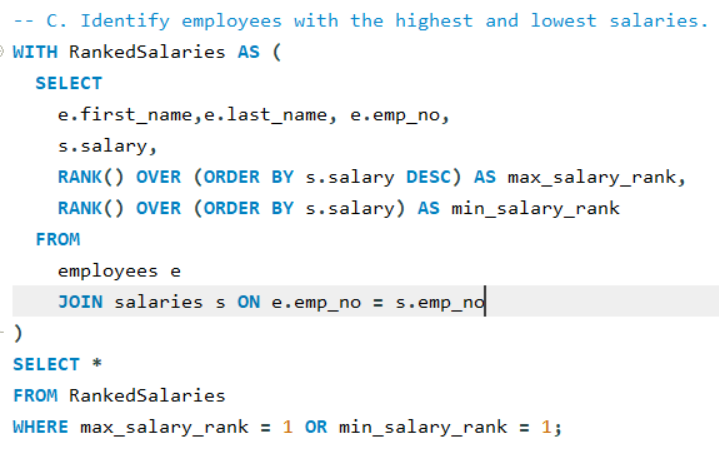 -- C. Identify employees with the highest and lowest salaries.
WITH RankedSalaries AS (
SELECT
e.first_name,e.last_name, e.emp_no,
s.salary,
RANK() OVER (ORDER BY s.salary DESC) AS max_salary_rank,
RANK() OVER (ORDER BY s.salary) AS min_salary_rank
FROM
employees e
JOIN salaries s ON e.emp_no = s.emp_no
)
SELECT *
FROM RankedSalaries
WHERE max_salary_rank = 1 OR min_salary_rank = 1;